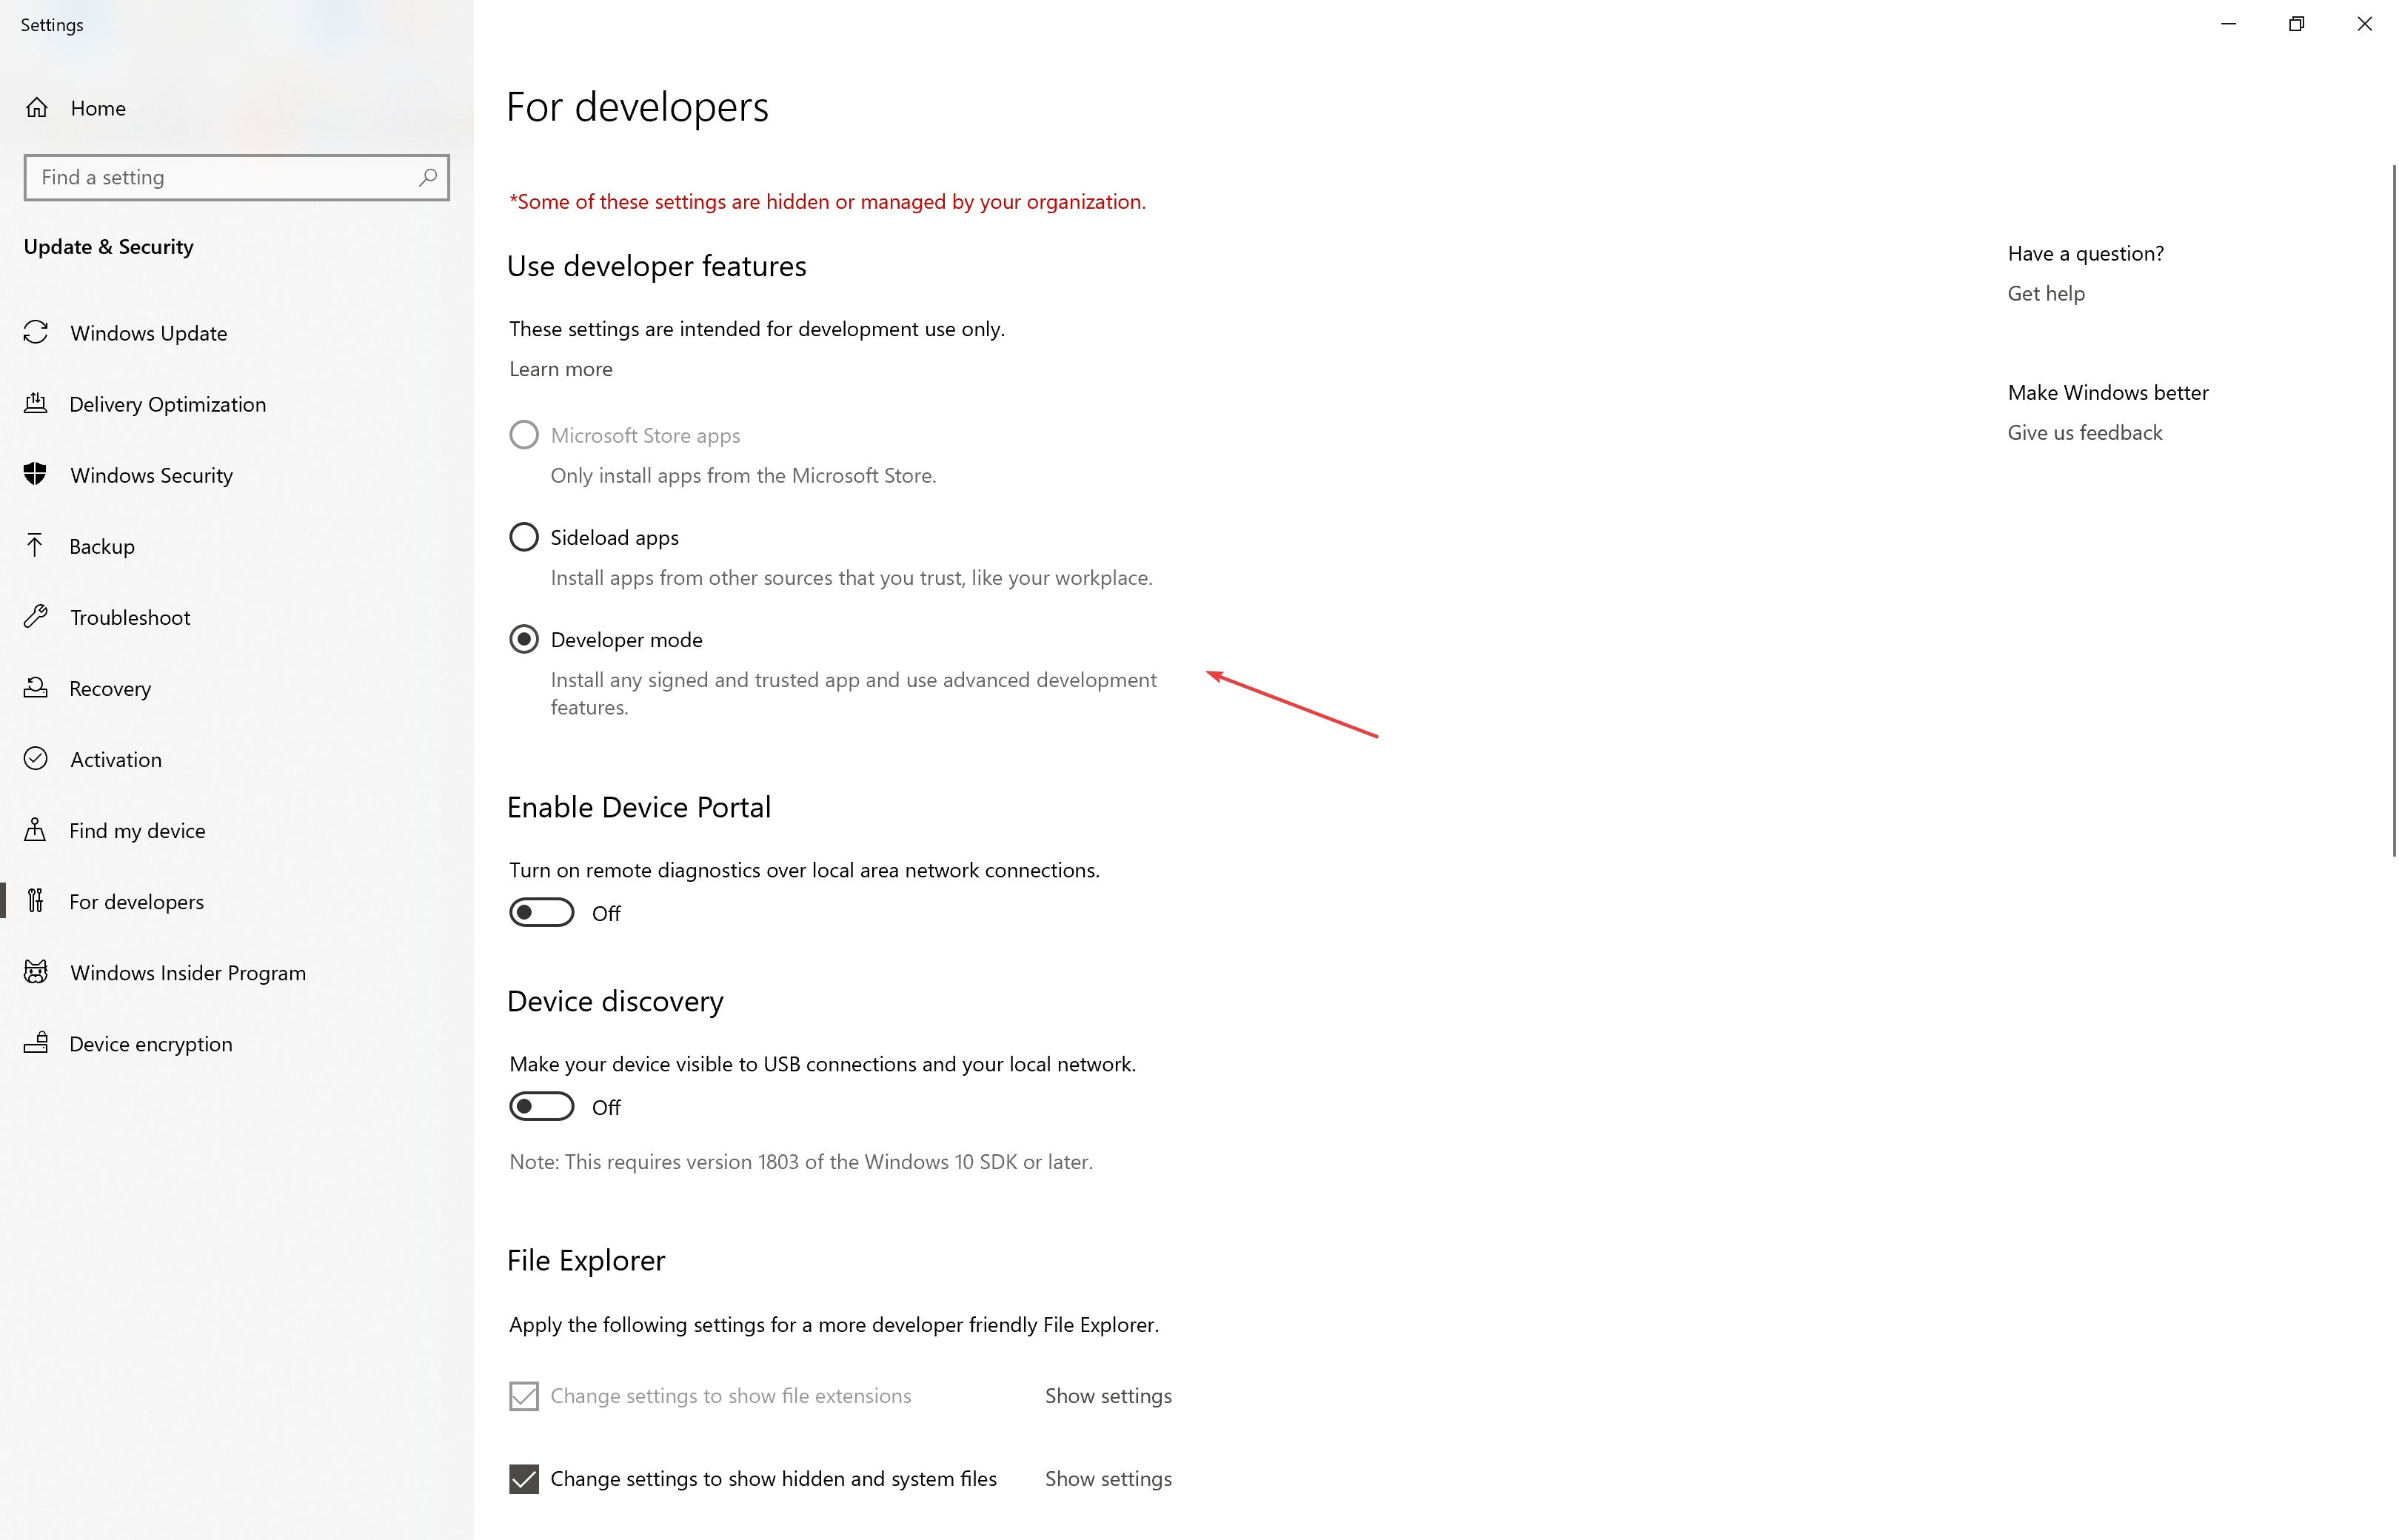 Settings
Home
Find a setting
Update & Security
Windows Update
Delivery Optimization
Windows Security
Backup
Troubleshoot
Recovery
Activation
Find my device
For developers
Windows Insider Program
Device encryption
For developers
*Some of these settings are hidden or managed by your organization.
Use developer features
These settings are intended for development use only.
Learn more
Microsoft Store apps
Only install apps from the Microsoft Store.
Sideload apps
Install apps from other sources that you trust, like your workplace.
Developer mode
Install any signed and trusted app and use advanced development
features.
Enable Device Portal
Turn on remote diagnostics over local area network connections.
Off
Device discovery
Make your device visible to USB connections and your local network.
Off
Note: This requires version 1803 of the Windows 10 SDK or later.
File Explorer
Apply the following settings for a more developer friendly File Explorer.
Change settings to show file extensions
Show settings
Change settings to show hidden and system files
Show settings
Have a question?
Get help
Make Windows better
Give us feedback